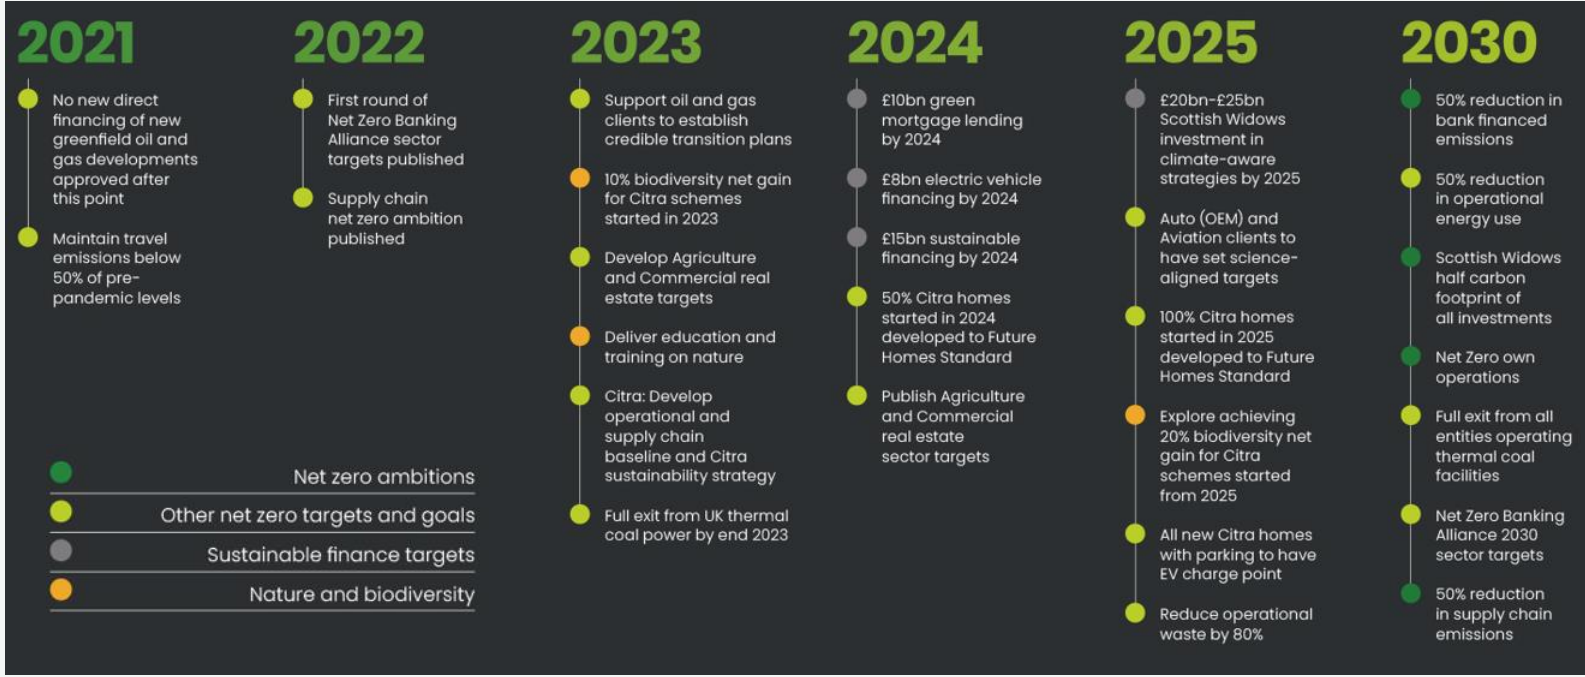 2021
No new direct
financing of new
greenfield oil and
gas developments
approved after
this point
Maintain travel
emissions below
50% of pre-
pandemic levels
2022
First round of
Net Zero Banking
Alliance sector
targets published
Supply chain
net zero ambition
published
2023
Support oil and gas
clients to establish
credible transition plans
10% biodiversity net gain
for Citra schemes
started in 2023
Develop Agriculture
and Commercial real
estate targets
Deliver education and
training on nature
Citra: Develop
operational and
supply chain
baseline and Citra
sustainability strategy
Full exit from UK thermal
coal power by end 2023
2024
£10bn green
mortgage lending
by 2024
£8bn electric vehicle
financing by 2024
£15bn sustainable
financing by 2024
50% Citra homes
started in 2024
developed to Future
Homes Standard
Publish Agriculture
and Commercial
real estate
sector targets
2025
£20bn-£25bn
Scottish Widows
investment in
climate-aware
strategies by 2025
Auto (OEM) and
Aviation clients to
have set science-
aligned targets
100% Citra homes
started in 2025
developed to Future
Homes Standard
Explore achieving
20% biodiversity net
gain for Citra
schemes started
from 2025
All new Citra homes
with parking to have
EV charge point
Reduce operational
waste by 80%
2030
50% reduction in
bank financed
emissions
50% reduction
in operational
energy use
Scottish Widows
half carbon
footprint of
all investments
Net Zero own
operations
Full exit from all
entities operating
thermal coal
facilities
Net Zero Banking
Alliance 2030
sector targets
50% reduction
in supply chain
emissions
Net zero ambitions
Other net zero targets and goals
Sustainable finance targets
Nature and biodiversity